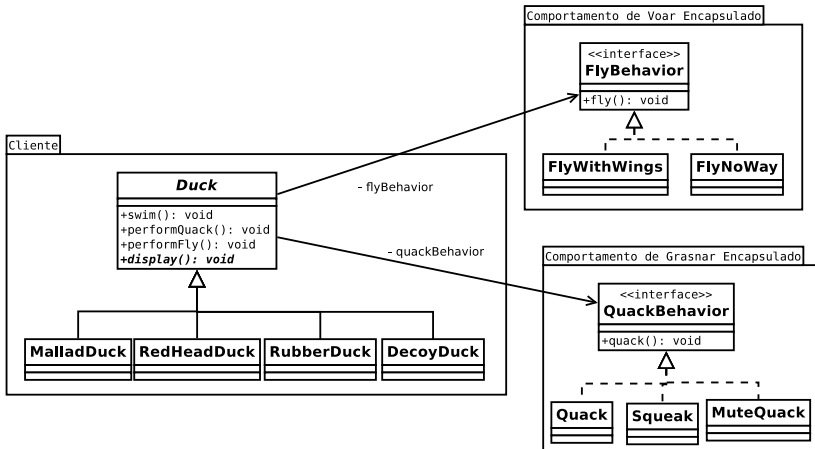 Comportamento de Voar Encapsulado
<<interface>>
FlyBehavior
+fly(): void
FlyWithWings
FlyNoWay
Cliente
Duck
+swim(): void
+performQuack(): void
+performFly(): void
+display(): void
- flyBehavior
- quackBehavior
MalladDuck
RedHeadDuck
RubberDuck
DecoyDuck
Comportamento de Grasnar Encapsulado
<<interface>>
QuackBehavior
+quack(): void
Quack
Squeak
MuteQuack